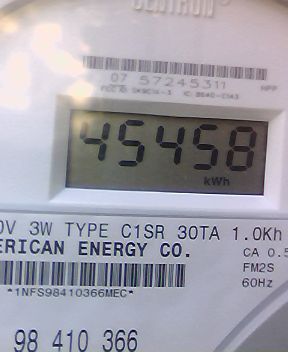 CENTRON
07 57245311
45458
kWh
0V 3W TYPE C1SR 30TA 1.0Kh
ERICAN ENERGY CO.
CA 0.5
FM2S
60Hz
*1NFS98410366MEC*
98 410 366